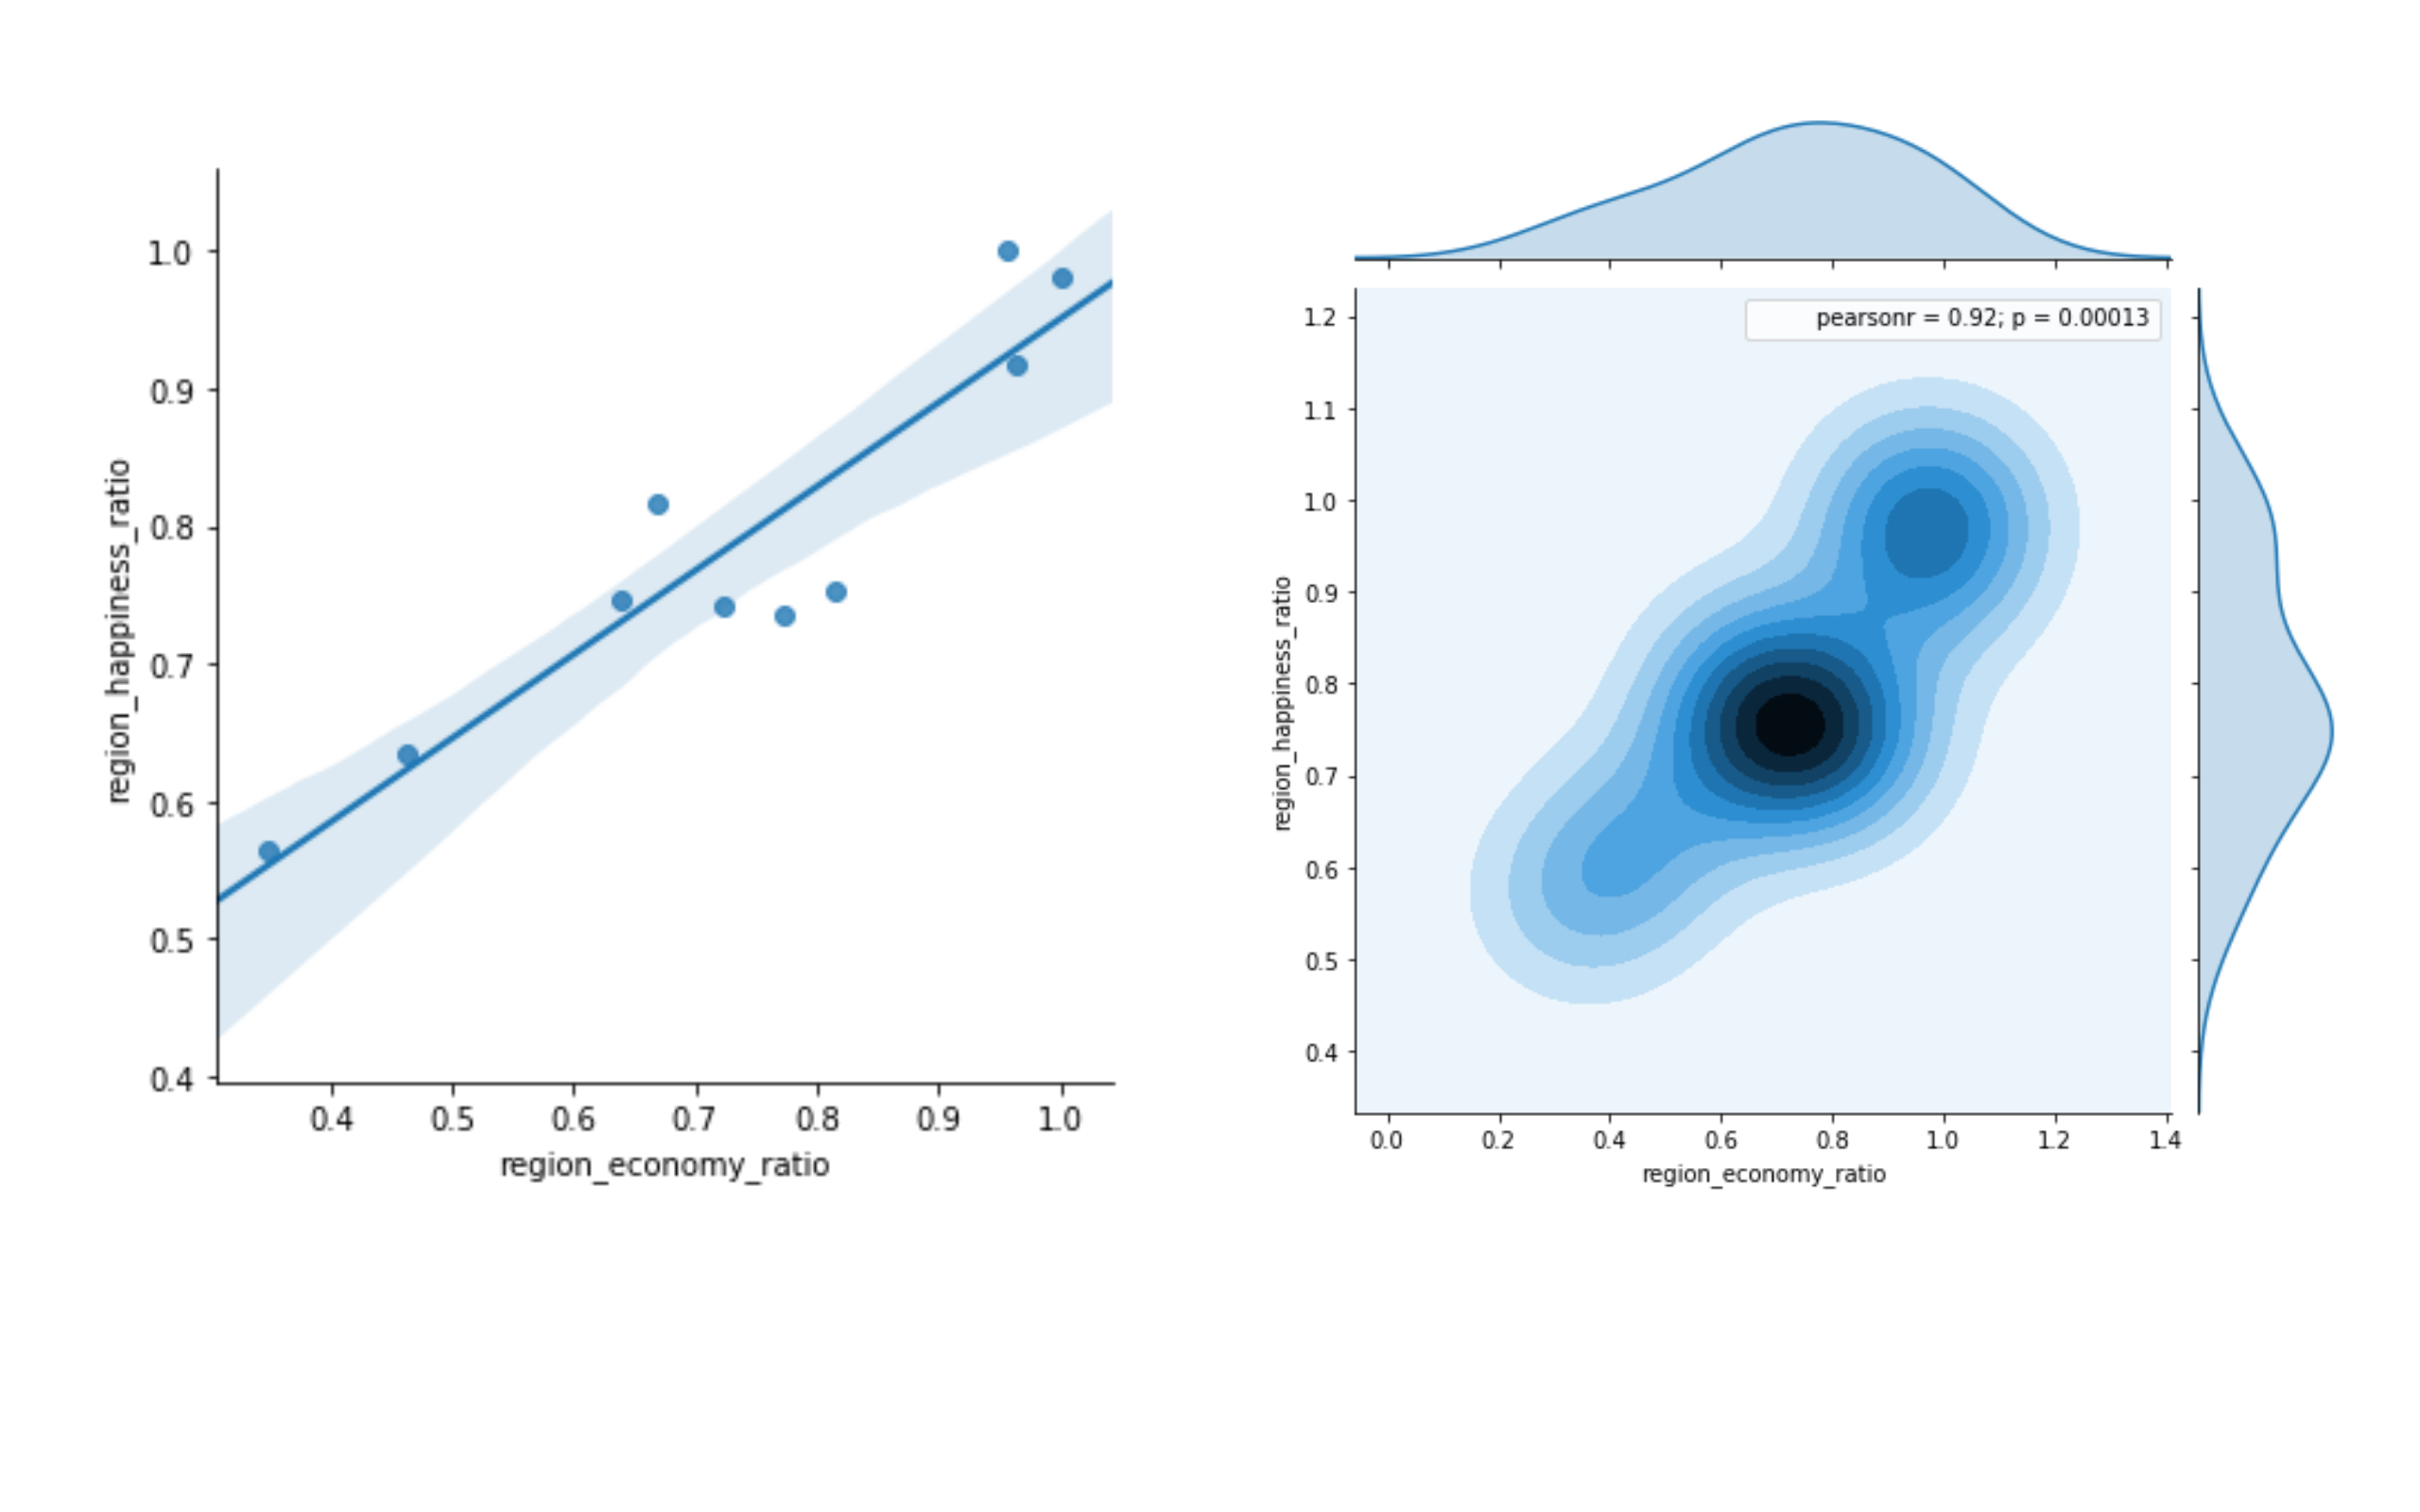 1.0
0.9
0.8
0.7
0.6
0.5
0.4
region_happiness_ratio
0.4 0.5 0.6 0.7 0.8 0.9 1.0
region_economy_ratio
pearsonr = 0.92; p = 0.00013
1.2
1.1
1.0
0.9
0.8
0.7
0.6
0.5
0.4
region_happiness_ratio
0.0 0.2 0.4 0.6 0.8 1.0 1.2 1.4
region_economy_ratio